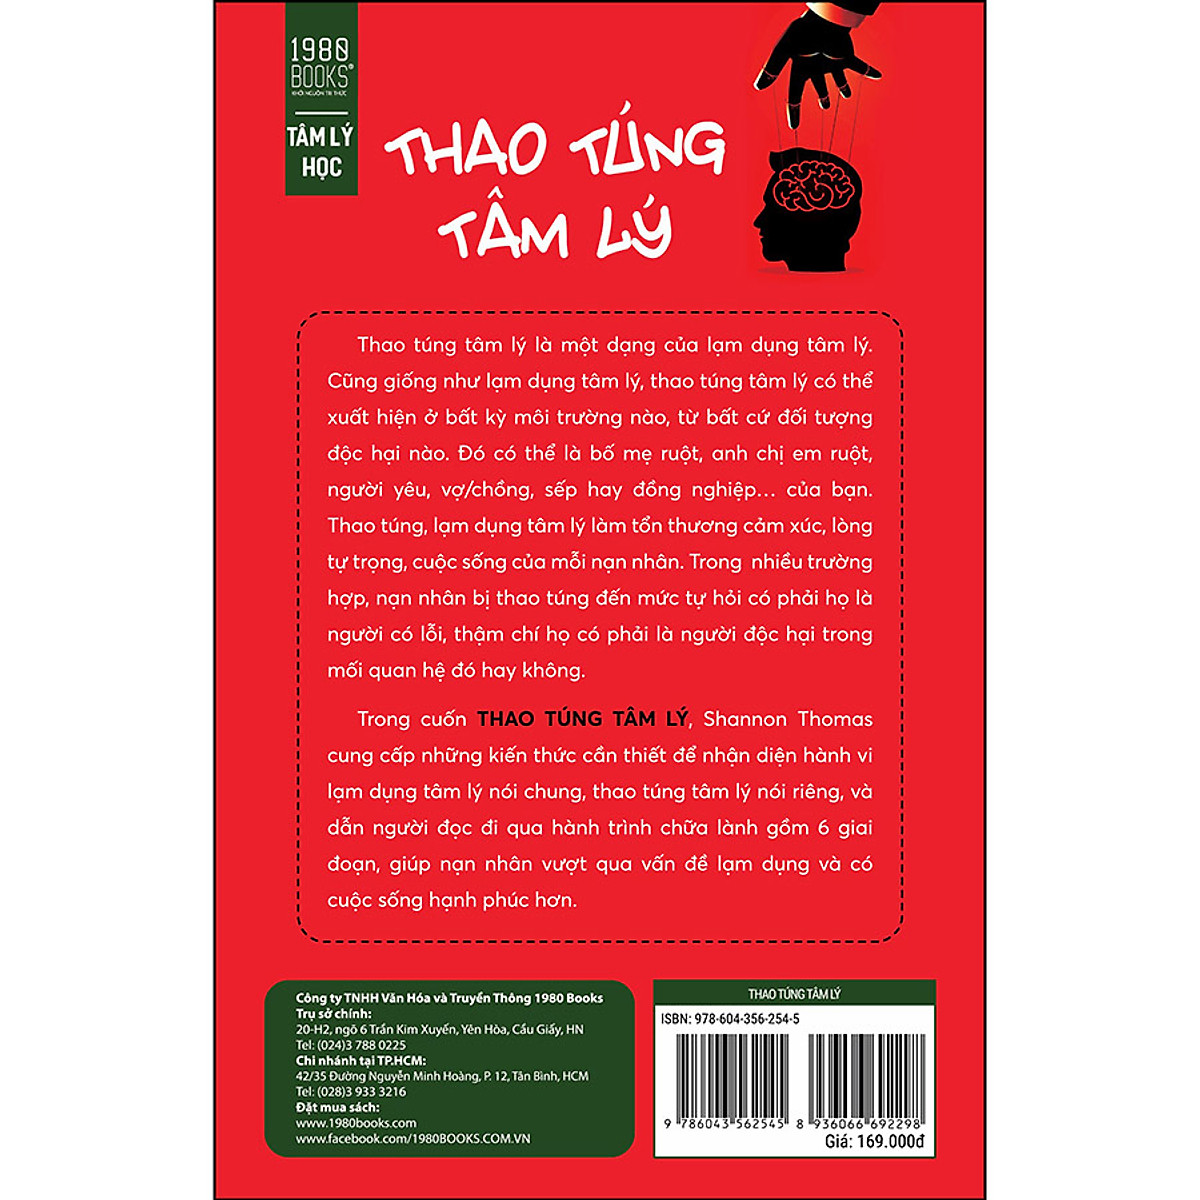 1980
BOOKS®
KHƠI NGUỒN TRI THỨC
TÂM LÝ
HỌC
THAO TÚNG
TÂM LÝ
Thao túng tâm lý là một dạng của lạm dụng tâm lý.
Cũng giống như lạm dụng tâm lý, thao túng tâm lý có thể
xuất hiện ở bất kỳ môi trường nào, từ bất cứ đối tượng
độc hại nào. Đó có thể là bố mẹ ruột, anh chị em ruột,
người yêu, vợ/chồng, sếp hay đồng nghiệp... của bạn.
Thao túng, lạm dụng tâm lý làm tổn thương cảm xúc, lòng
tự trọng, cuộc sống của mỗi nạn nhân. Trong nhiều trường
hợp, nạn nhân bị thao túng đến mức tự hỏi có phải họ là
người có lỗi, thậm chí họ có phải là người độc hại trong
mối quan hệ đó hay không.
Trong cuốn THAO TÚNG TÂM LÝ, Shannon Thomas
cung cấp những kiến thức cần thiết để nhận diện hành vi
lạm dụng tâm lý nói chung, thao túng tâm lý nói riêng, và
dẫn người đọc đi qua hành trình chữa lành gồm 6 giai
đoạn, giúp nạn nhân vượt qua vấn đề lạm dụng và có
cuộc sống hạnh phúc hơn.
Công ty TNHH Văn Hóa và Truyền Thông 1980 Books
Trụ sở chính:
20-H2, ngõ 6 Trần Kim Xuyến, Yên Hòa, Cầu Giấy, HN
Tel: (024)3 788 0225
Chi nhánh tại TP.HCM:
42/35 Đường Nguyễn Minh Hoàng, P. 12, Tân Bình, HCM
Tel: (028)3 933 3216
Đặt mua sách:
www.1980books.com
www.facebook.com/1980BOOKS.COM.VN
THAO TÚNG TÂM LÝ
ISBN: 978-604-356-254-5
9 786043 562545
8 936066 692298
Giá: 169.000đ